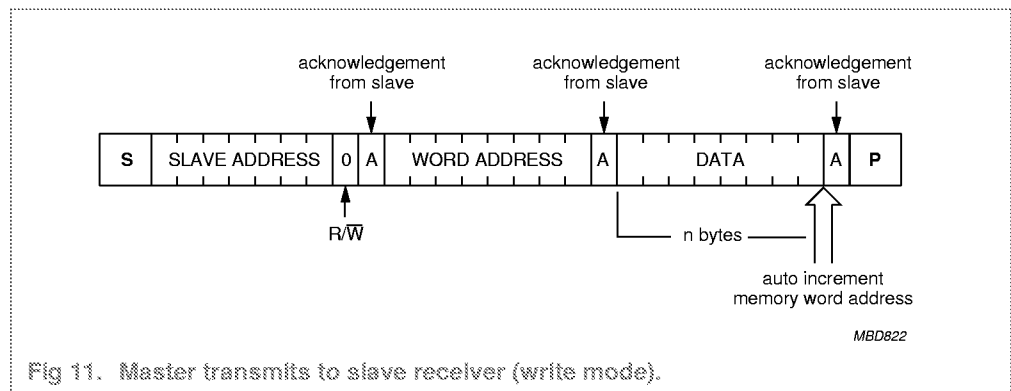 acknowledgement
from slave
acknowledgement
from slave
acknowledgement
from slave
S SLAVE ADDRESS 0 A WORD ADDRESS A DATA A P
R/W̅
n bytes
auto increment
memory word address
MBD822
Fig 11. Master transmits to slave receiver (write mode).